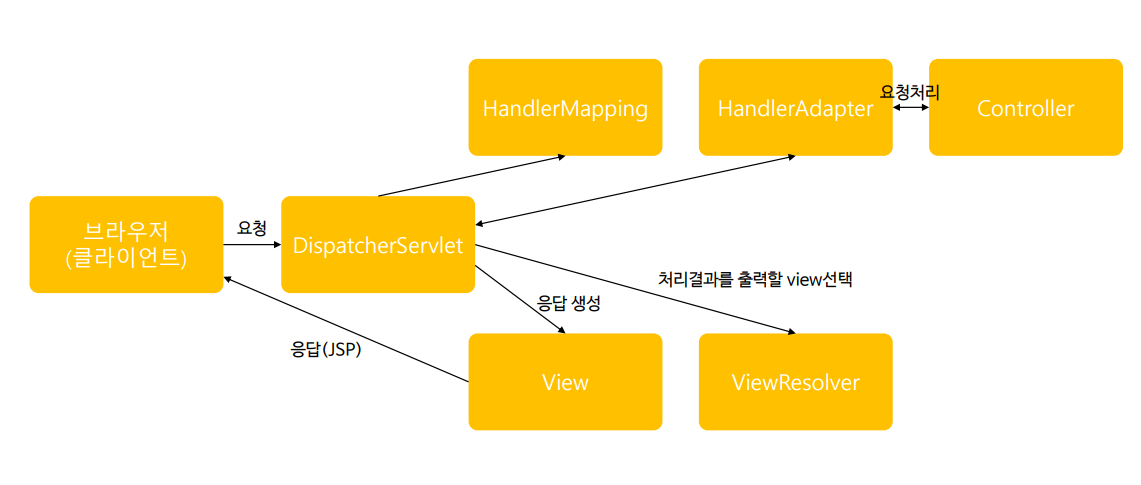 HandlerMapping
HandlerAdapter
요청처리
Controller
브라우저
(클라이언트)
요청
DispatcherServlet
처리결과를 출력할 view선택
응답 생성
응답(JSP)
View
ViewResolver